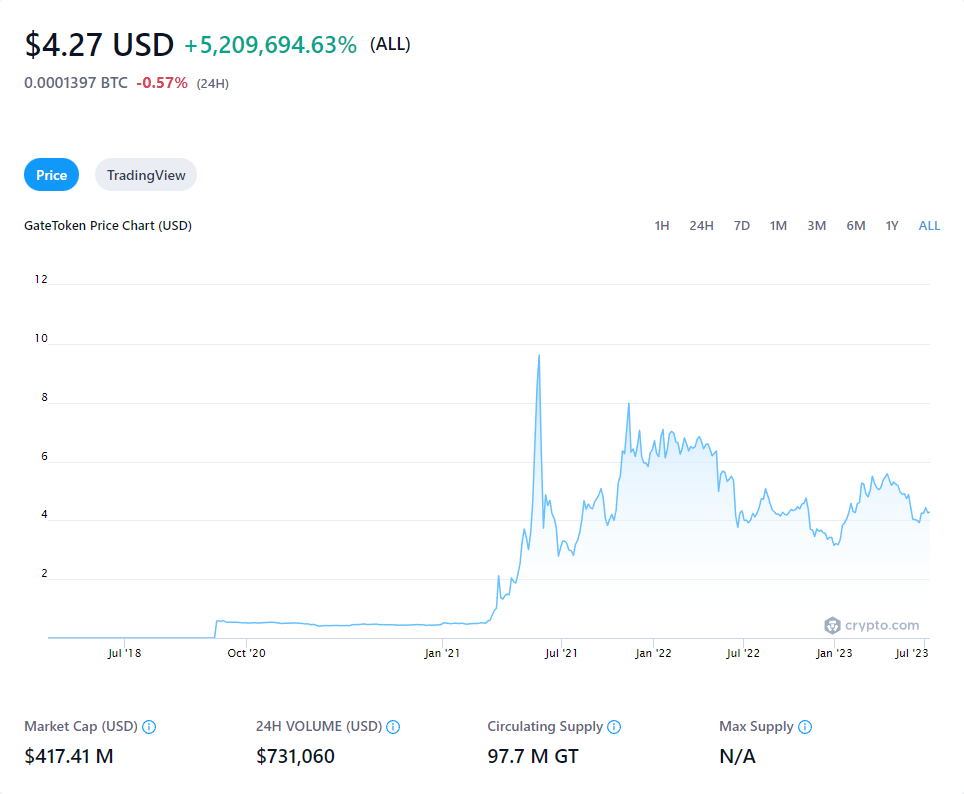 $4.27 USD +5,209,694.63% (ALL)
0.0001397 BTC -0.57% (24H)
Price TradingView
GateToken Price Chart (USD) 1H 24H 7D 1M 3M 6M 1Y ALL
12
10
8
6
4
2
crypto.com
Jul '18 Oct '20 Jan '21 Jul '21 Jan '22 Jul '22 Jan '23 Jul '23
Market Cap (USD) 24H VOLUME (USD) Circulating Supply Max Supply
$417.41 M $731,060 97.7 M GT N/A